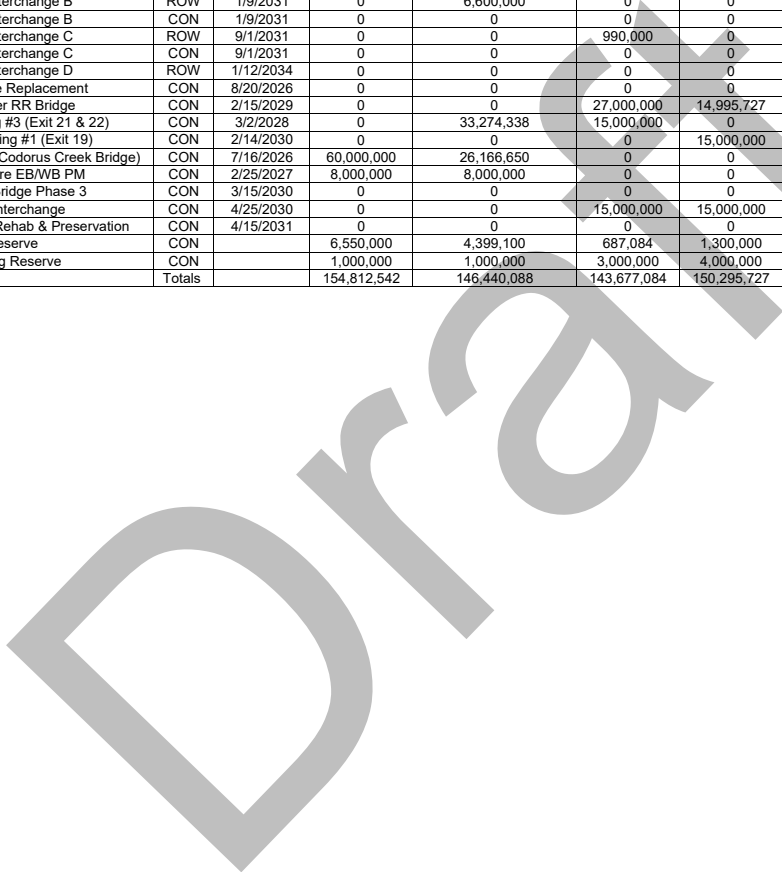 terchange B ROW 1/9/2031 0 6,600,000 0 0
terchange B CON 1/9/2031 0 0 0 0
terchange C ROW 9/1/2031 0 0 990,000 0
terchange C CON 9/1/2031 0 0 0 0
terchange D ROW 1/12/2034 0 0 0 0
e Replacement CON 8/20/2026 0 0 0 0
er RR Bridge CON 2/15/2029 0 0 27,000,000 14,995,727
g #3 (Exit 21 & 22) CON 3/2/2028 0 33,274,338 15,000,000 0
ing #1 (Exit 19) CON 2/14/2030 0 0 0 15,000,000
Codorus Creek Bridge) CON 7/16/2026 60,000,000 26,166,650 0 0
re EB/WB PM CON 2/25/2027 8,000,000 8,000,000 0 0
Bridge Phase 3 CON 3/15/2030 0 0 0 0
nterchange CON 4/25/2030 0 0 15,000,000 15,000,000
Rehab & Preservation CON 4/15/2031 0 0 0 0
eserve CON 6,550,000 4,399,100 687,084 1,300,000
g Reserve CON 1,000,000 1,000,000 3,000,000 4,000,000
Totals 154,812,542 146,440,088 143,677,084 150,295,727
Draft